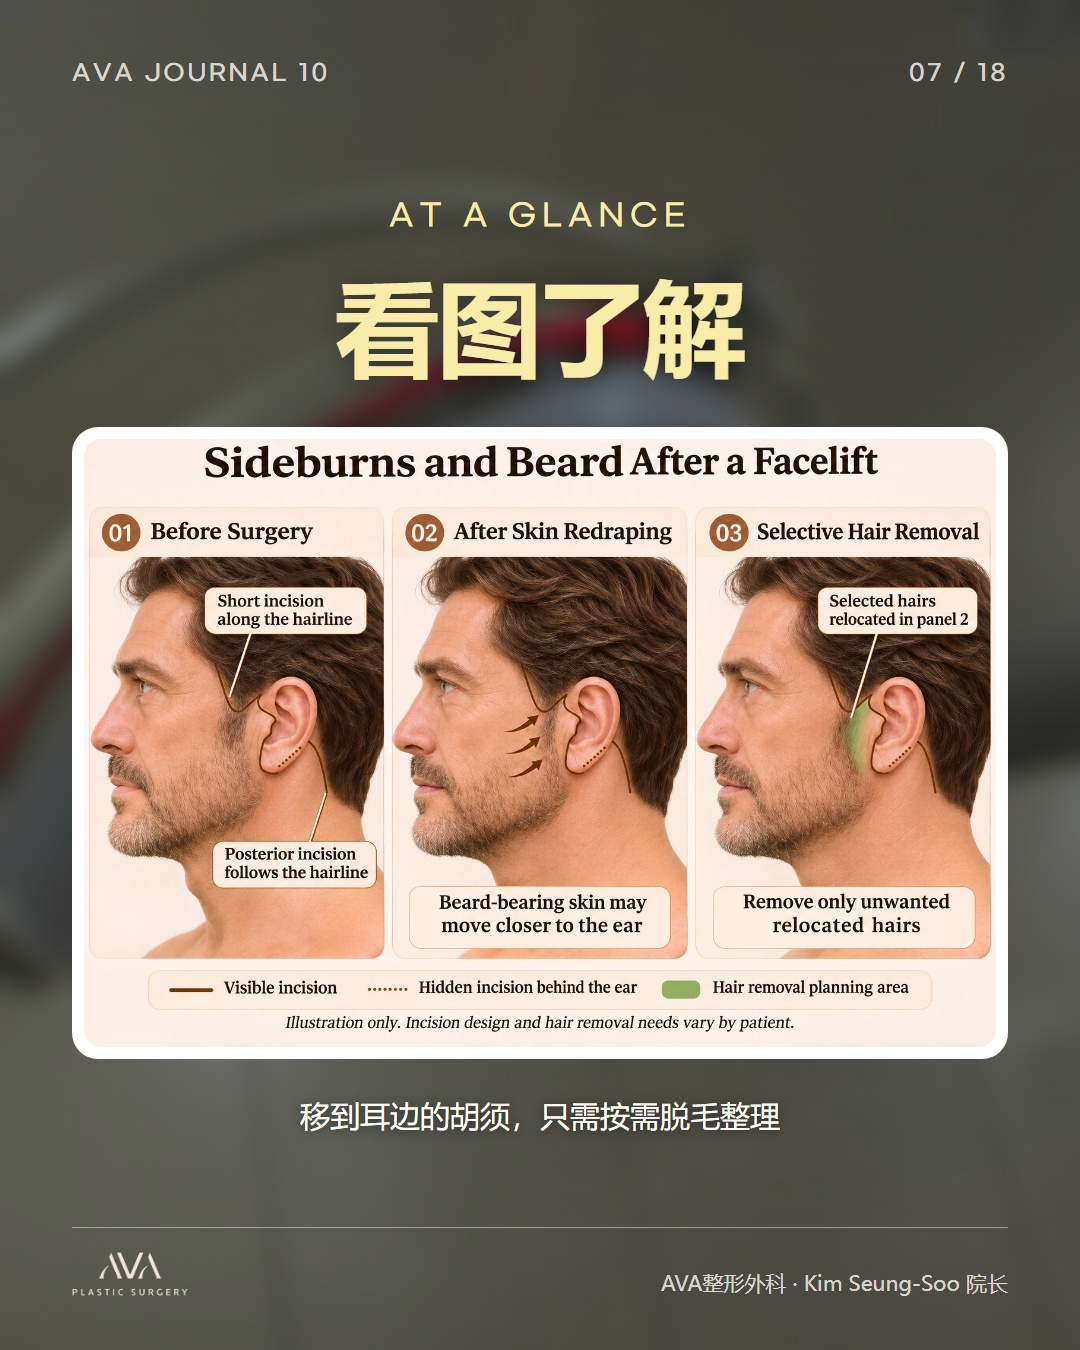 AVA JOURNAL 10
07 / 18
AT A GLANCE
看图了解
Sideburns and Beard After a Facelift
01 Before Surgery
Short incision
along the hairline
Posterior incision
follows the hairline
02 After Skin Redraping
Beard-bearing skin may
move closer to the ear
03 Selective Hair Removal
Selected hairs
relocated in panel 2
Remove only unwanted
relocated hairs
Visible incision
Hidden incision behind the ear
Hair removal planning area
Illustration only. Incision design and hair removal needs vary by patient.
移到耳边的胡须，只需按需脱毛整理
AVA
PLASTIC SURGERY
AVA整形外科 · Kim Seung-Soo 院长